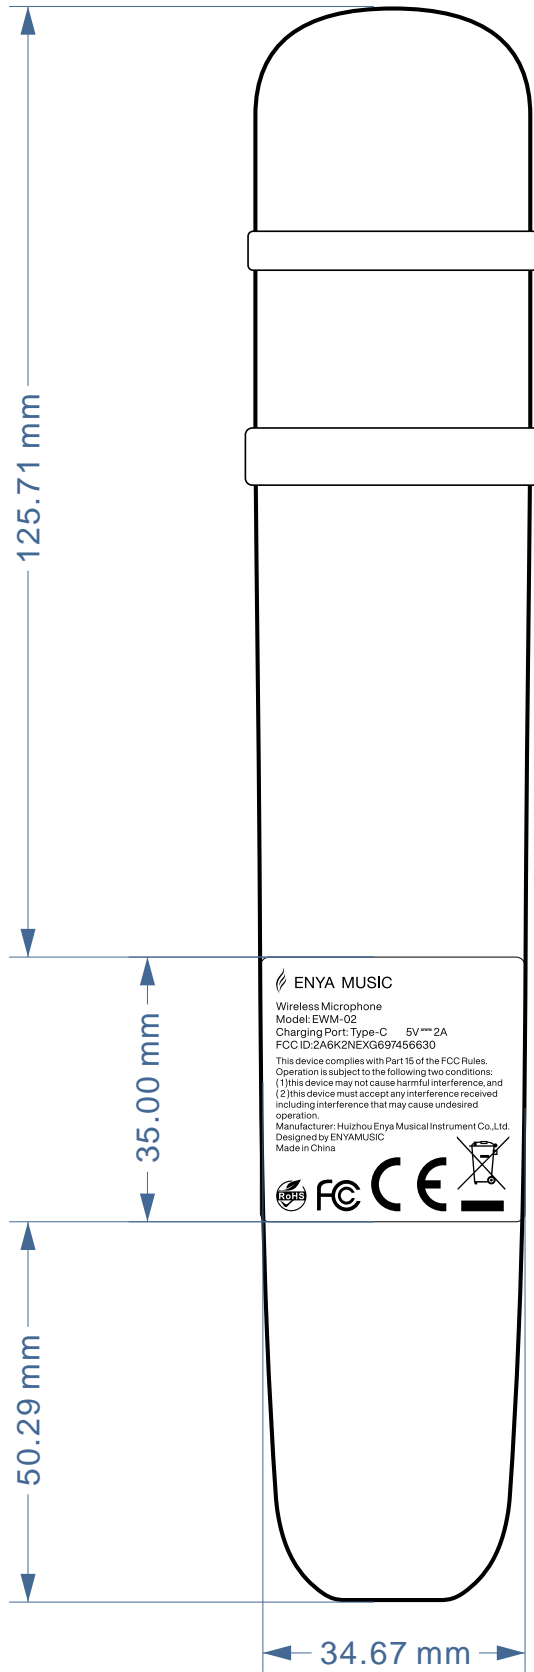 125.71 mm
ENYA MUSIC
Wireless Microphone
Model: EWM-02
Charging Port: Type-C 5V⎓2A
FCC ID:2A6K2NEXG697456630
This device complies with Part 15 of the FCC Rules.
Operation is subject to the following two conditions:
(1)this device may not cause harmful interference, and
(2)this device must accept any interference received
including interference that may cause undesired
operation.
Manufacturer: Huizhou Enya Musical Instrument Co.,Ltd.
Designed by ENYAMUSIC
Made in China
RoHS FC CE
35.00 mm
50.29 mm
34.67 mm